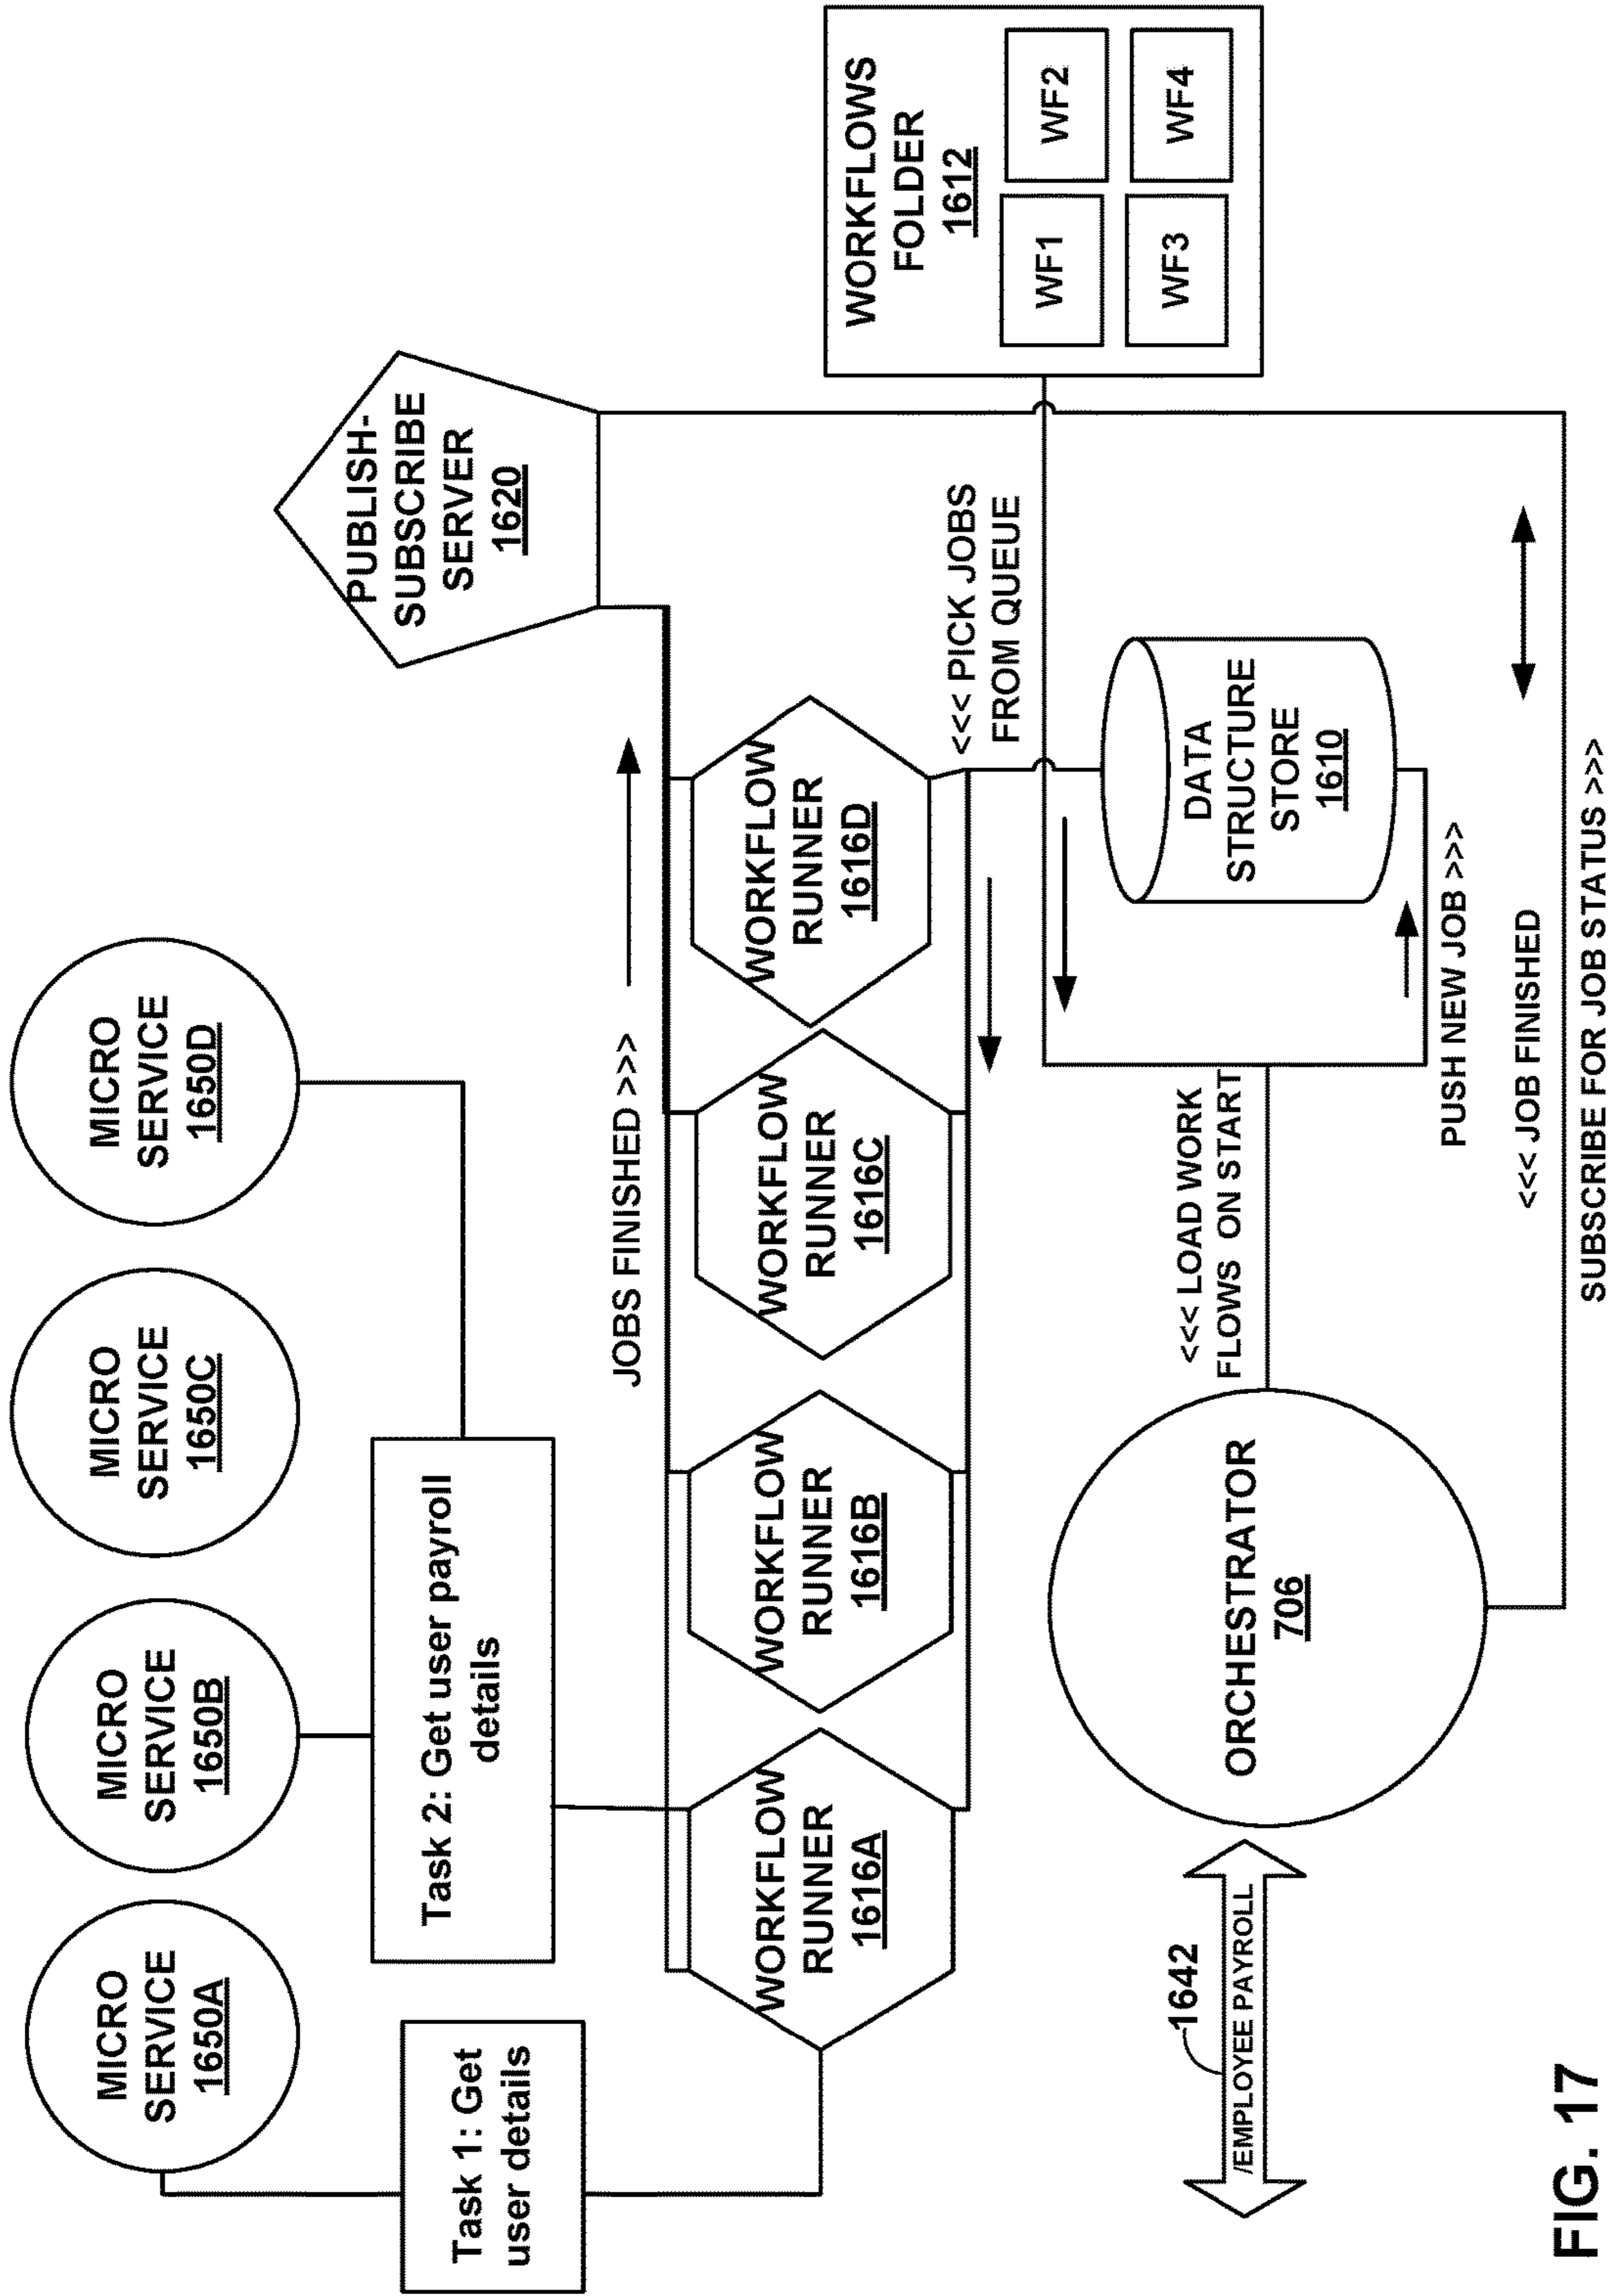 MICRO
SERVICE
1650A
MICRO
SERVICE
1650B
MICRO
SERVICE
1650C
MICRO
SERVICE
1650D
Task 1: Get
user details
Task 2: Get user payroll
details
JOBS FINISHED >>>
PUBLISH-
SUBSCRIBE
SERVER
1620
WORKFLOW
RUNNER
1616A
WORKFLOW
RUNNER
1616B
WORKFLOW
RUNNER
1616C
WORKFLOW
RUNNER
1616D
<<< PICK JOBS
FROM QUEUE
WORKFLOWS
FOLDER
1612
WF1
WF2
WF3
WF4
1642
/EMPLOYEE PAYROLL
ORCHESTRATOR
706
<<< LOAD WORK
FLOWS ON START
DATA
STRUCTURE
STORE
1610
PUSH NEW JOB >>>
<<< JOB FINISHED
SUBSCRIBE FOR JOB STATUS >>>
FIG. 17